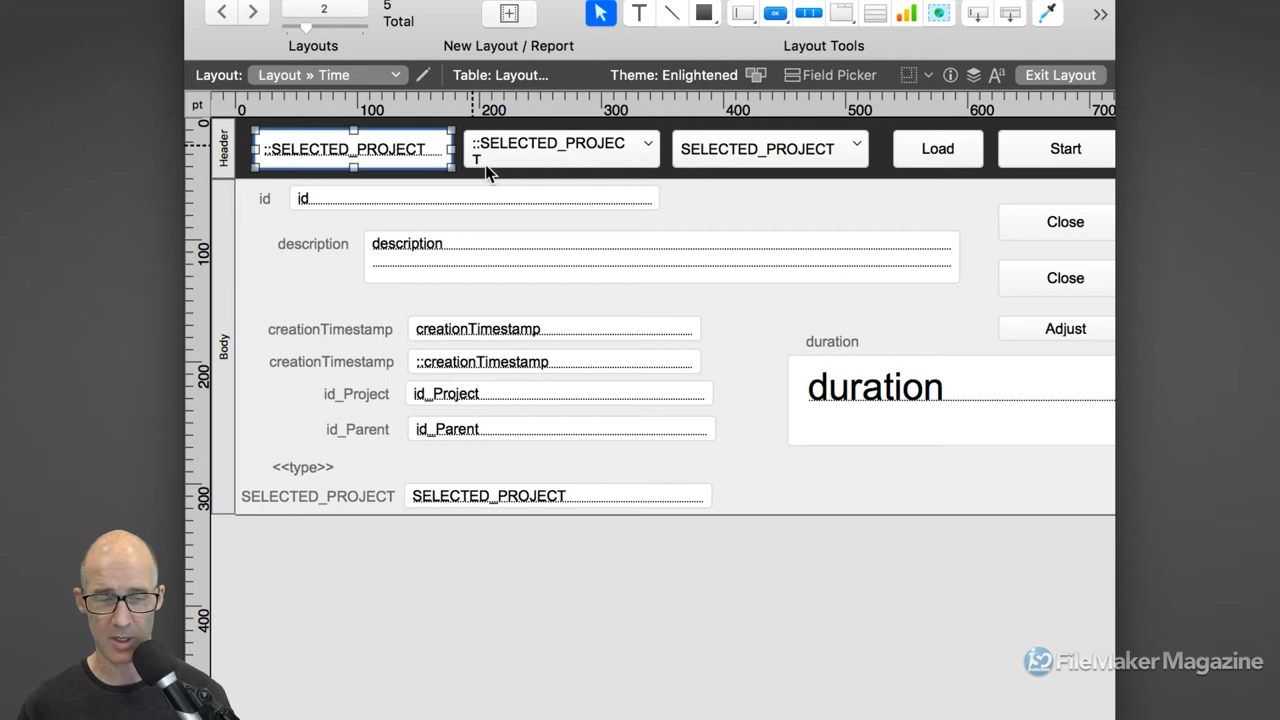 2
5
Total
Layouts
New Layout / Report
Layout Tools
Layout: Layout » Time
Table: Layout...
Theme: Enlightened
Field Picker
Aa
Exit Layout
pt
0 100 200 300 400 500 600 700
0
100
200
300
400
Header
::SELECTED_PROJECT
::SELECTED_PROJEC
T
SELECTED_PROJECT
Load
Start
Body
id
id
Close
description
description
Close
creationTimestamp
creationTimestamp
Adjust
duration
creationTimestamp
::creationTimestamp
duration
id_Project
id_Project
id_Parent
id_Parent
<<type>>
SELECTED_PROJECT
SELECTED_PROJECT
iso FileMaker Magazine